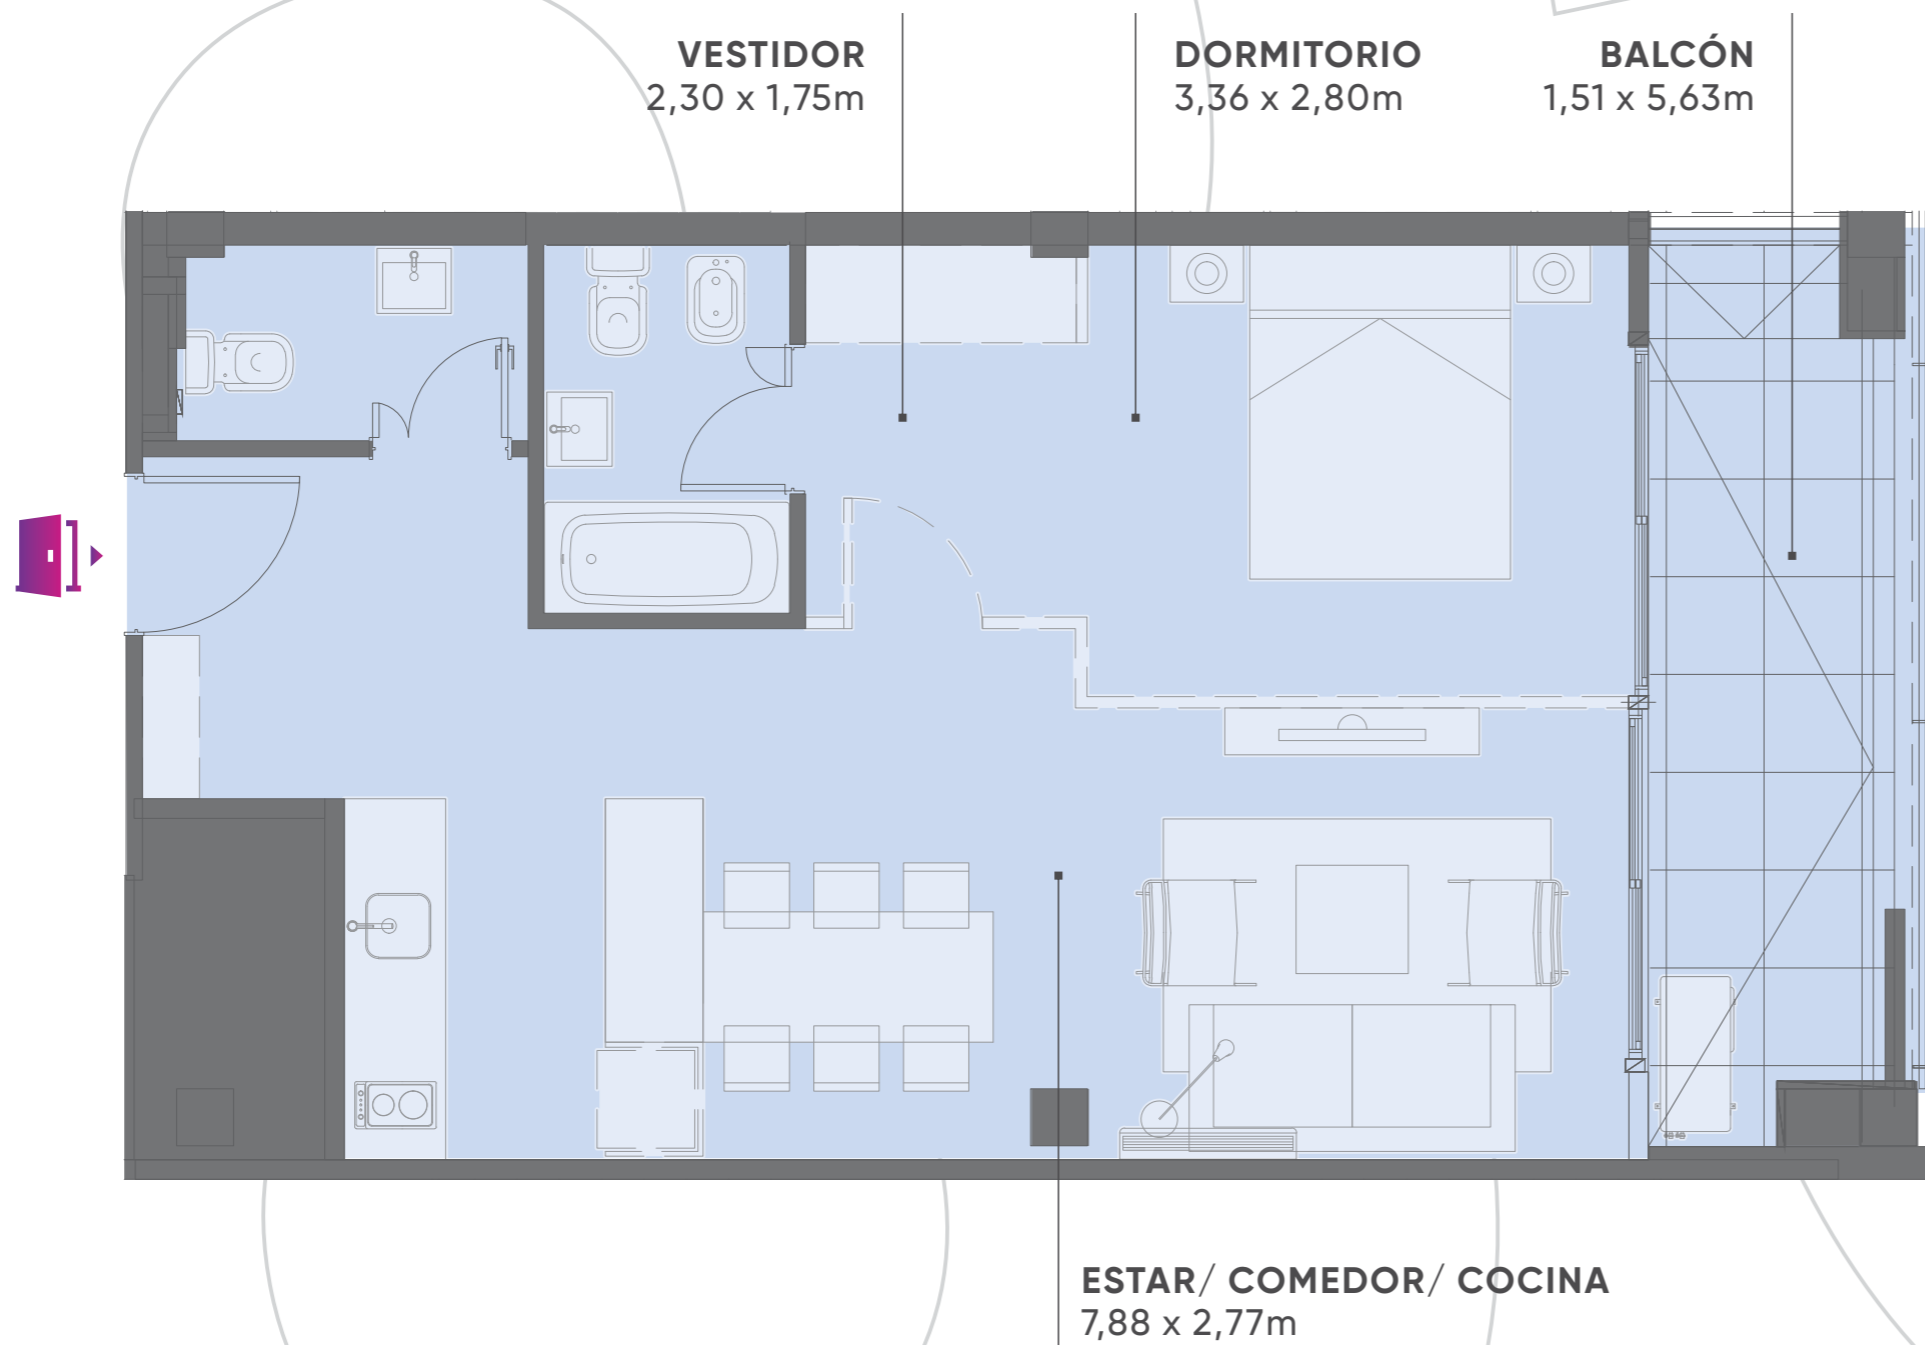 VESTIDOR
2,30 x 1,75m
DORMITORIO
3,36 x 2,80m
BALCÓN
1,51 x 5,63m
ESTAR/ COMEDOR/ COCINA
7,88 x 2,77m